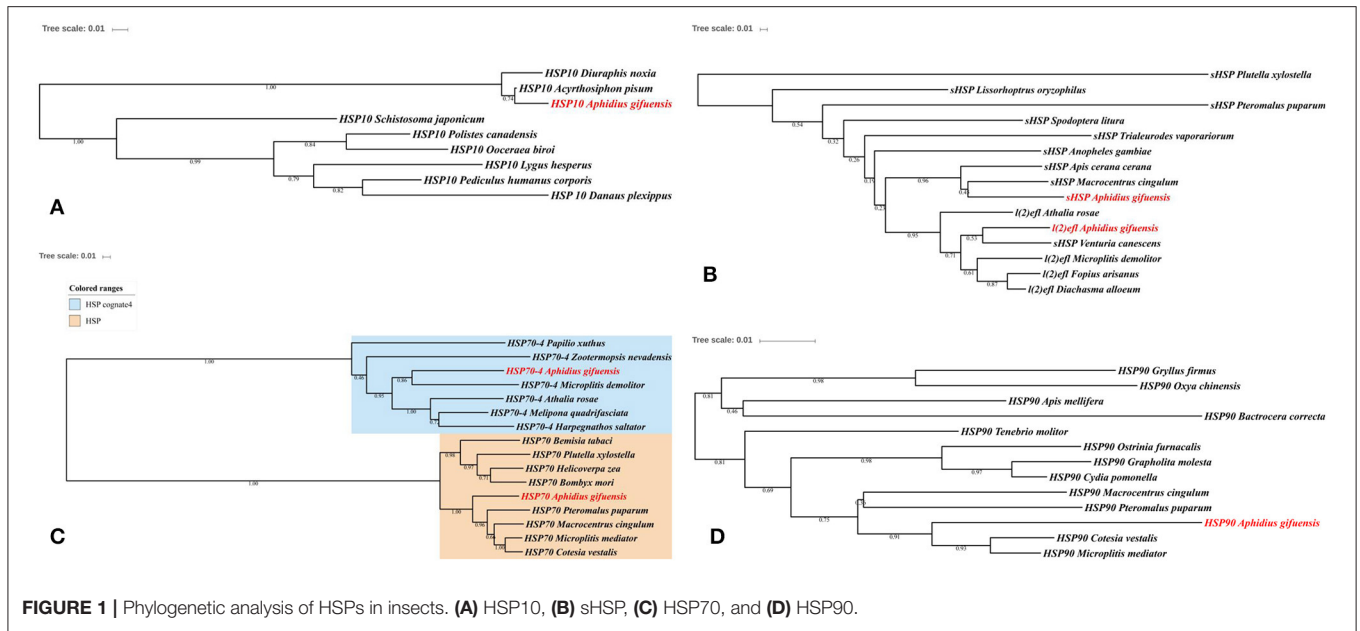 Tree scale: 0.01
HSP10 Diuraphis noxia
1.00
HSP10 Acyrthosiphon pisum
0.74
HSP10 Aphidius gifuensis
HSP10 Schistosoma japonicum
1.00
HSP10 Polistes canadensis
0.84
HSP10 Ooceraea biroi
0.99
HSP10 Lygus hesperus
0.79
HSP10 Pediculus humanus corporis
0.82
HSP 10 Danaus plexippus
A
Tree scale: 0.01
sHSP Plutella xylostella
sHSP Lissorhoptrus oryzophilus
0.54
sHSP Pteromalus puparum
sHSP Spodoptera litura
0.32
sHSP Trialeurodes vaporariorum
0.26
sHSP Anopheles gambiae
sHSP Apis cerana cerana
0.96
sHSP Macrocentrus cingulum
sHSP Aphidius gifuensis
l(2)efl Athalia rosae
0.95
l(2)efl Aphidius gifuensis
0.53
sHSP Venturia canescens
0.71
l(2)efl Microplitis demolitor
0.61
l(2)efl Fopius arisanus
0.87
l(2)efl Diachasma alloeum
B
Tree scale: 0.01
Colored ranges
HSP cognate4
HSP
HSP70-4 Papilio xuthus
1.00
HSP70-4 Zootermopsis nevadensis
0.46
HSP70-4 Aphidius gifuensis
0.86
HSP70-4 Microplitis demolitor
0.95
HSP70-4 Athalia rosae
1.00
HSP70-4 Melipona quadrifasciata
HSP70-4 Harpegnathos saltator
HSP70 Bemisia tabaci
0.98
HSP70 Plutella xylostella
0.97
HSP70 Helicoverpa zea
0.71
HSP70 Bombyx mori
1.00
HSP70 Aphidius gifuensis
1.00
HSP70 Pteromalus puparum
0.96
HSP70 Macrocentrus cingulum
HSP70 Microplitis mediator
1.00
HSP70 Cotesia vestalis
C
Tree scale: 0.01
HSP90 Gryllus firmus
0.98
HSP90 Oxya chinensis
0.81
HSP90 Apis mellifera
0.46
HSP90 Bactrocera correcta
HSP90 Tenebrio molitor
0.81
HSP90 Ostrinia furnacalis
0.98
HSP90 Grapholita molesta
0.97
HSP90 Cydia pomonella
0.69
HSP90 Macrocentrus cingulum
HSP90 Pteromalus puparum
0.75
HSP90 Aphidius gifuensis
0.91
HSP90 Cotesia vestalis
0.93
HSP90 Microplitis mediator
D
FIGURE 1 | Phylogenetic analysis of HSPs in insects. (A) HSP10, (B) sHSP, (C) HSP70, and (D) HSP90.